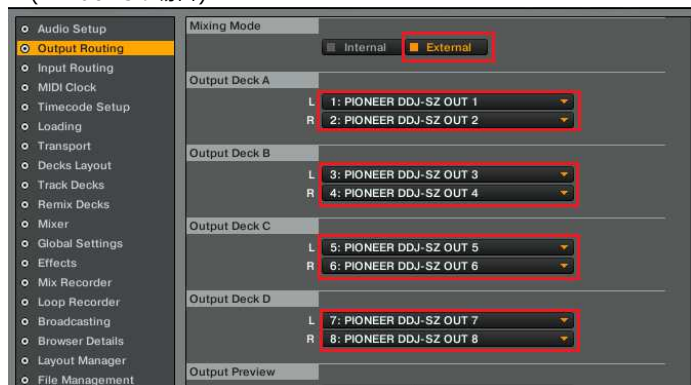 Audio Setup
Output Routing
Input Routing
MIDI Clock
Timecode Setup
Loading
Transport
Decks Layout
Track Decks
Remix Decks
Mixer
Global Settings
Effects
Mix Recorder
Loop Recorder
Broadcasting
Browser Details
Layout Manager
File Management
Mixing Mode
Internal External
Output Deck A
L 1: PIONEER DDJ-SZ OUT 1
R 2: PIONEER DDJ-SZ OUT 2
Output Deck B
L 3: PIONEER DDJ-SZ OUT 3
R 4: PIONEER DDJ-SZ OUT 4
Output Deck C
L 5: PIONEER DDJ-SZ OUT 5
R 6: PIONEER DDJ-SZ OUT 6
Output Deck D
L 7: PIONEER DDJ-SZ OUT 7
R 8: PIONEER DDJ-SZ OUT 8
Output Preview